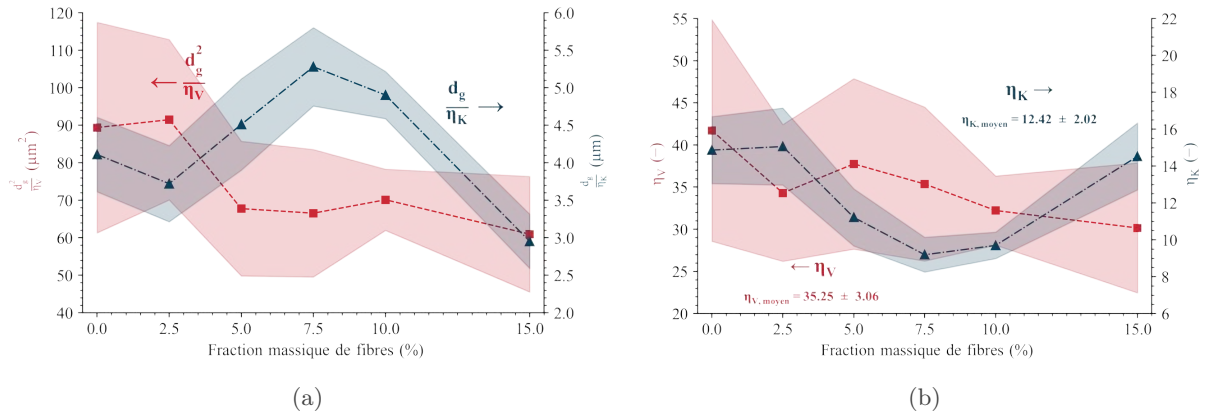 120
110
100
90
80
70
60
50
40
d_g^2/η_V (µm²)
← d_g^2/η_V
d_g/η_K →
6.0
5.5
5.0
4.5
4.0
3.5
3.0
2.5
2.0
d_g/η_K (µm)
0.0 2.5 5.0 7.5 10.0 15.0
Fraction massique de fibres (%)
(a)
55
50
45
40
35
30
25
20
η_V (−)
η_K →
η_K, moyen = 12.42 ± 2.02
← η_V
η_V, moyen = 35.25 ± 3.06
22
20
18
16
14
12
10
8
6
η_K (−)
0.0 2.5 5.0 7.5 10.0 15.0
Fraction massique de fibres (%)
(b)